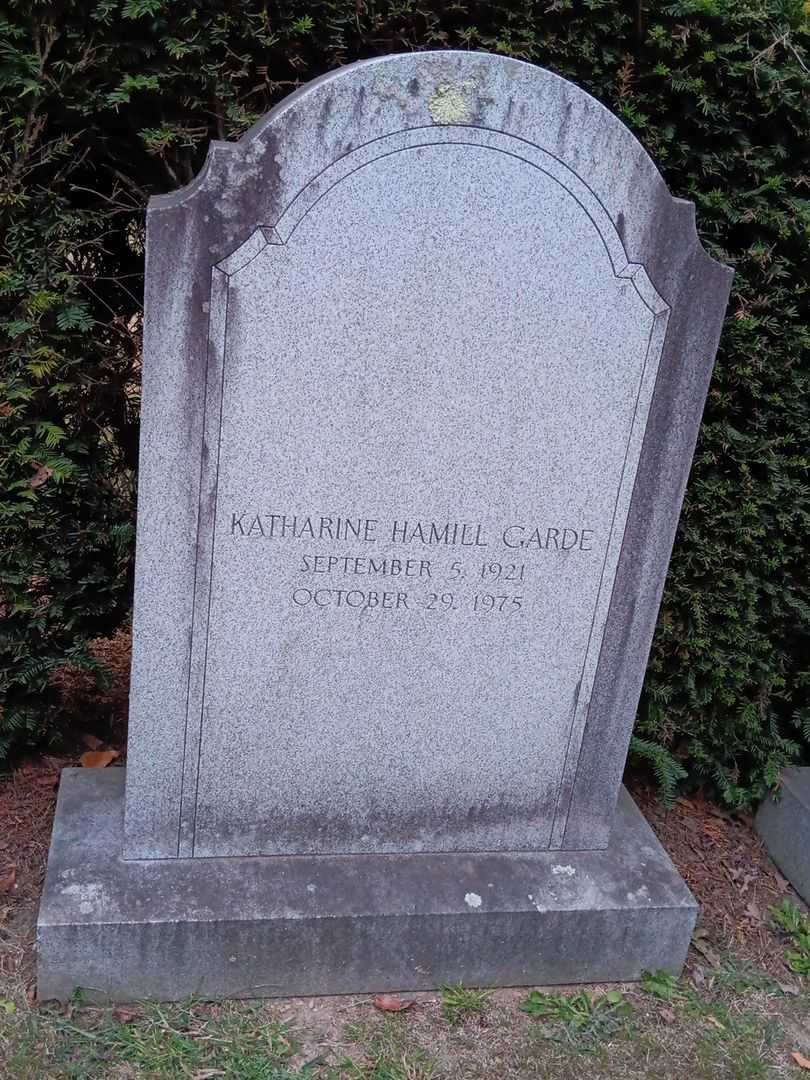 KATHARINE HAMILL GARDE
SEPTEMBER 5, 1921
OCTOBER 29, 1975